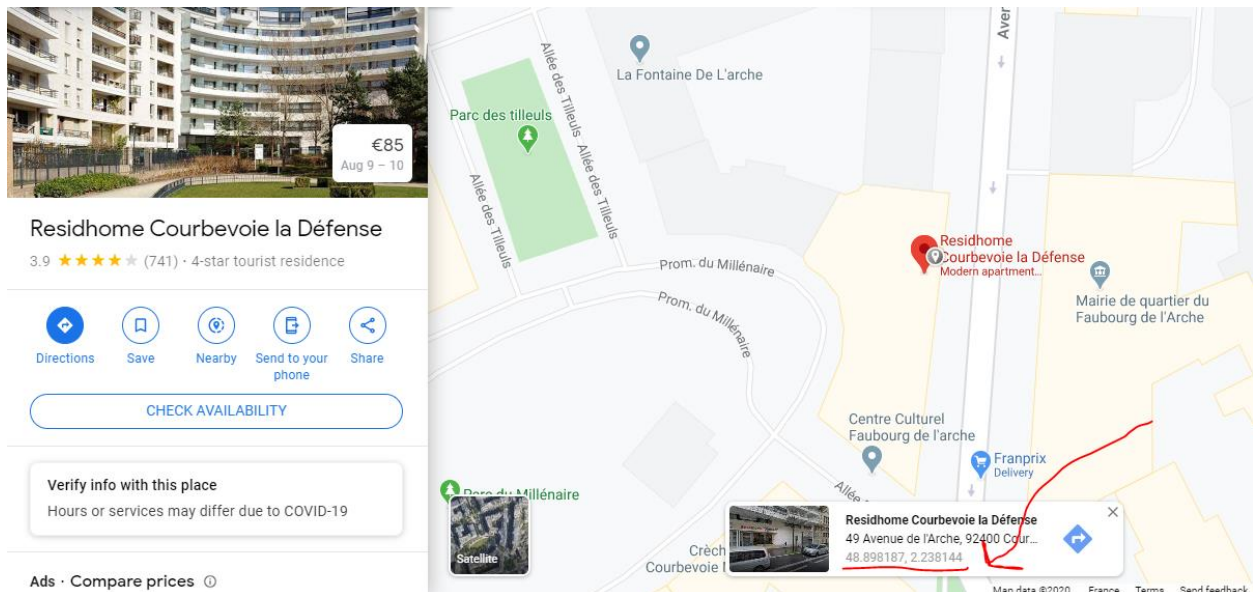 €85
Aug 9 – 10
Residhome Courbevoie la Défense
3.9 ★★★★★ (741) · 4-star tourist residence
Directions
Save
Nearby
Send to your
phone
Share
CHECK AVAILABILITY
Verify info with this place
Hours or services may differ due to COVID-19
Ads · Compare prices
Aver
La Fontaine De L'arche
Parc des tilleuls
Allée des Tilleuls
Allée des Tilleuls
Allée des Tilleuls
Prom. du Millénaire
Prom. du Millénaire
Residhome
Courbevoie la Défense
Modern apartment...
Mairie de quartier du
Faubourg de l'Arche
Centre Culturel
Faubourg de l'arche
Franprix
Delivery
Allée
Parc du Millénaire
Satellite
Crèch
Courbevoie
Residhome Courbevoie la Défense
49 Avenue de l'Arche, 92400 Cour...
48.898187, 2.238144
Map data ©2020
France
Terms
Send feedback